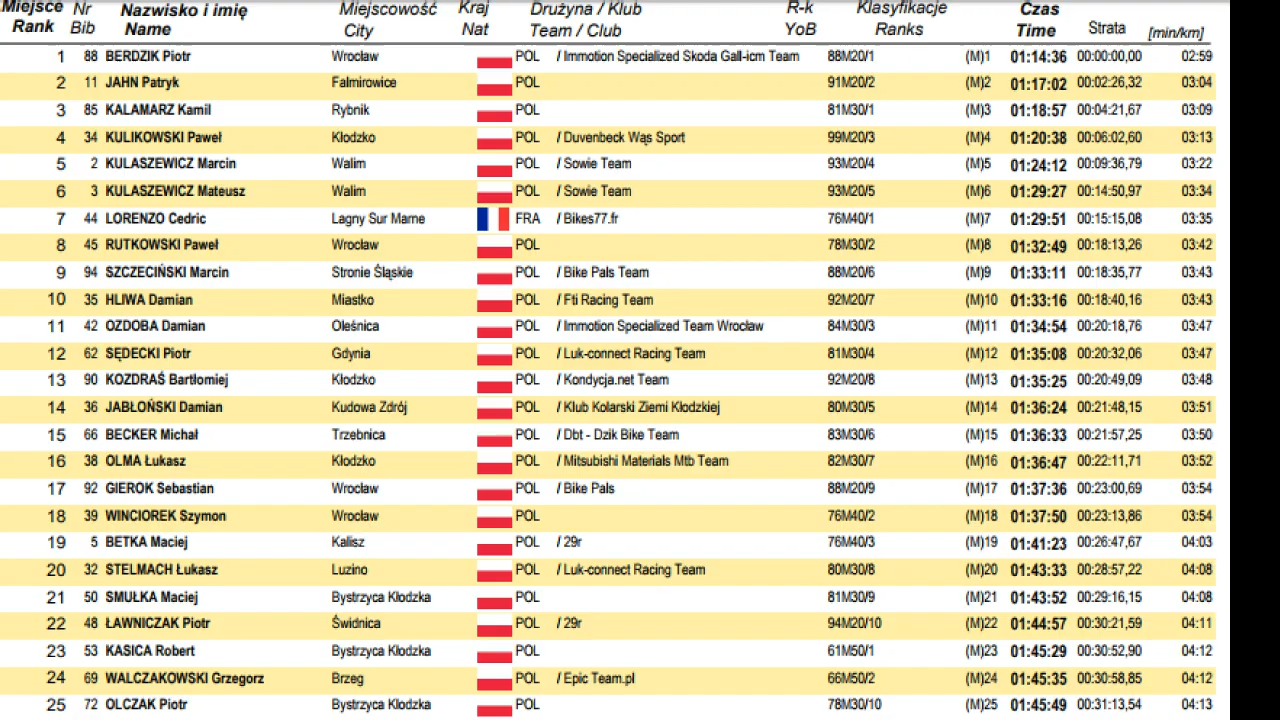 Miejsce Nr Nazwisko i imię Miejscowość Kraj Drużyna / Klub R-k Klasyfikacje Czas
Rank Bib Name City Nat Team / Club YoB Ranks Time Strata [min/km]
1 88 BERDZIK Piotr Wrocław POL / Immotion Specialized Skoda Gall-icm Team 88M20/1 (M)1 01:14:36 00:00:00,00 02:59
2 11 JAHN Patryk Falmirowice POL 91M20/2 (M)2 01:17:02 00:02:26,32 03:04
3 85 KALAMARZ Kamil Rybnik POL 81M30/1 (M)3 01:18:57 00:04:21,67 03:09
4 34 KULIKOWSKI Paweł Kłodzko POL / Duvenbeck Wąs Sport 99M20/3 (M)4 01:20:38 00:06:02,60 03:13
5 2 KULASZEWICZ Marcin Walim POL / Sowie Team 93M20/4 (M)5 01:24:12 00:09:36,79 03:22
6 3 KULASZEWICZ Mateusz Walim POL / Sowie Team 93M20/5 (M)6 01:29:27 00:14:50,97 03:34
7 44 LORENZO Cedric Lagny Sur Marne FRA / Bikes77.fr 76M40/1 (M)7 01:29:51 00:15:15,08 03:35
8 45 RUTKOWSKI Paweł Wrocław POL 78M30/2 (M)8 01:32:49 00:18:13,26 03:42
9 94 SZCZECIŃSKI Marcin Stronie Śląskie POL / Bike Pals Team 88M20/6 (M)9 01:33:11 00:18:35,77 03:43
10 35 HLIWA Damian Miastko POL / Fti Racing Team 92M20/7 (M)10 01:33:16 00:18:40,16 03:43
11 42 OZDOBA Damian Oleśnica POL / Immotion Specialized Team Wrocław 84M30/3 (M)11 01:34:54 00:20:18,76 03:47
12 62 SĘDECKI Piotr Gdynia POL / Luk-connect Racing Team 81M30/4 (M)12 01:35:08 00:20:32,06 03:47
13 90 KOZDRAŚ Bartłomiej Kłodzko POL / Kondycja.net Team 92M20/8 (M)13 01:35:25 00:20:49,09 03:48
14 36 JABŁOŃSKI Damian Kudowa Zdrój POL / Klub Kolarski Ziemi Kłodzkiej 80M30/5 (M)14 01:36:24 00:21:48,15 03:51
15 66 BECKER Michał Trzebnica POL / Dbt - Dzik Bike Team 83M30/6 (M)15 01:36:33 00:21:57,25 03:50
16 38 OLMA Łukasz Kłodzko POL / Mitsubishi Materials Mtb Team 82M30/7 (M)16 01:36:47 00:22:11,71 03:52
17 92 GIEROK Sebastian Wrocław POL / Bike Pals 88M20/9 (M)17 01:37:36 00:23:00,69 03:54
18 39 WINCIOREK Szymon Wrocław POL 76M40/2 (M)18 01:37:50 00:23:13,86 03:54
19 5 BETKA Maciej Kalisz POL / 29r 76M40/3 (M)19 01:41:23 00:26:47,67 04:03
20 32 STELMACH Łukasz Luzino POL / Luk-connect Racing Team 80M30/8 (M)20 01:43:33 00:28:57,22 04:08
21 50 SMUŁKA Maciej Bystrzyca Kłodzka POL 81M30/9 (M)21 01:43:52 00:29:16,15 04:08
22 48 ŁAWNICZAK Piotr Świdnica POL / 29r 94M20/10 (M)22 01:44:57 00:30:21,59 04:11
23 53 KASICA Robert Bystrzyca Kłodzka POL 61M50/1 (M)23 01:45:29 00:30:52,90 04:12
24 69 WALCZAKOWSKI Grzegorz Brzeg POL / Epic Team.pl 66M50/2 (M)24 01:45:35 00:30:58,85 04:12
25 72 OLCZAK Piotr Bystrzyca Kłodzka POL 78M30/10 (M)25 01:45:49 00:31:13,54 04:13